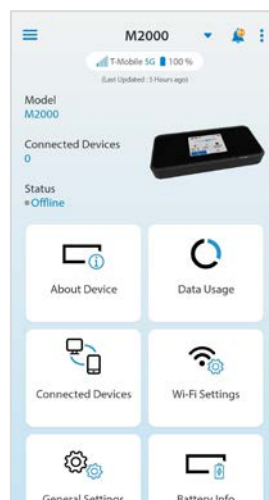 M2000
T-Mobile 5G 100 %
(Last Updated : 5 Hours ago)
Model
M2000
Connected Devices
0
Status
Offline
About Device
Data Usage
Connected Devices
Wi-Fi Settings
General Settings
Battery Info